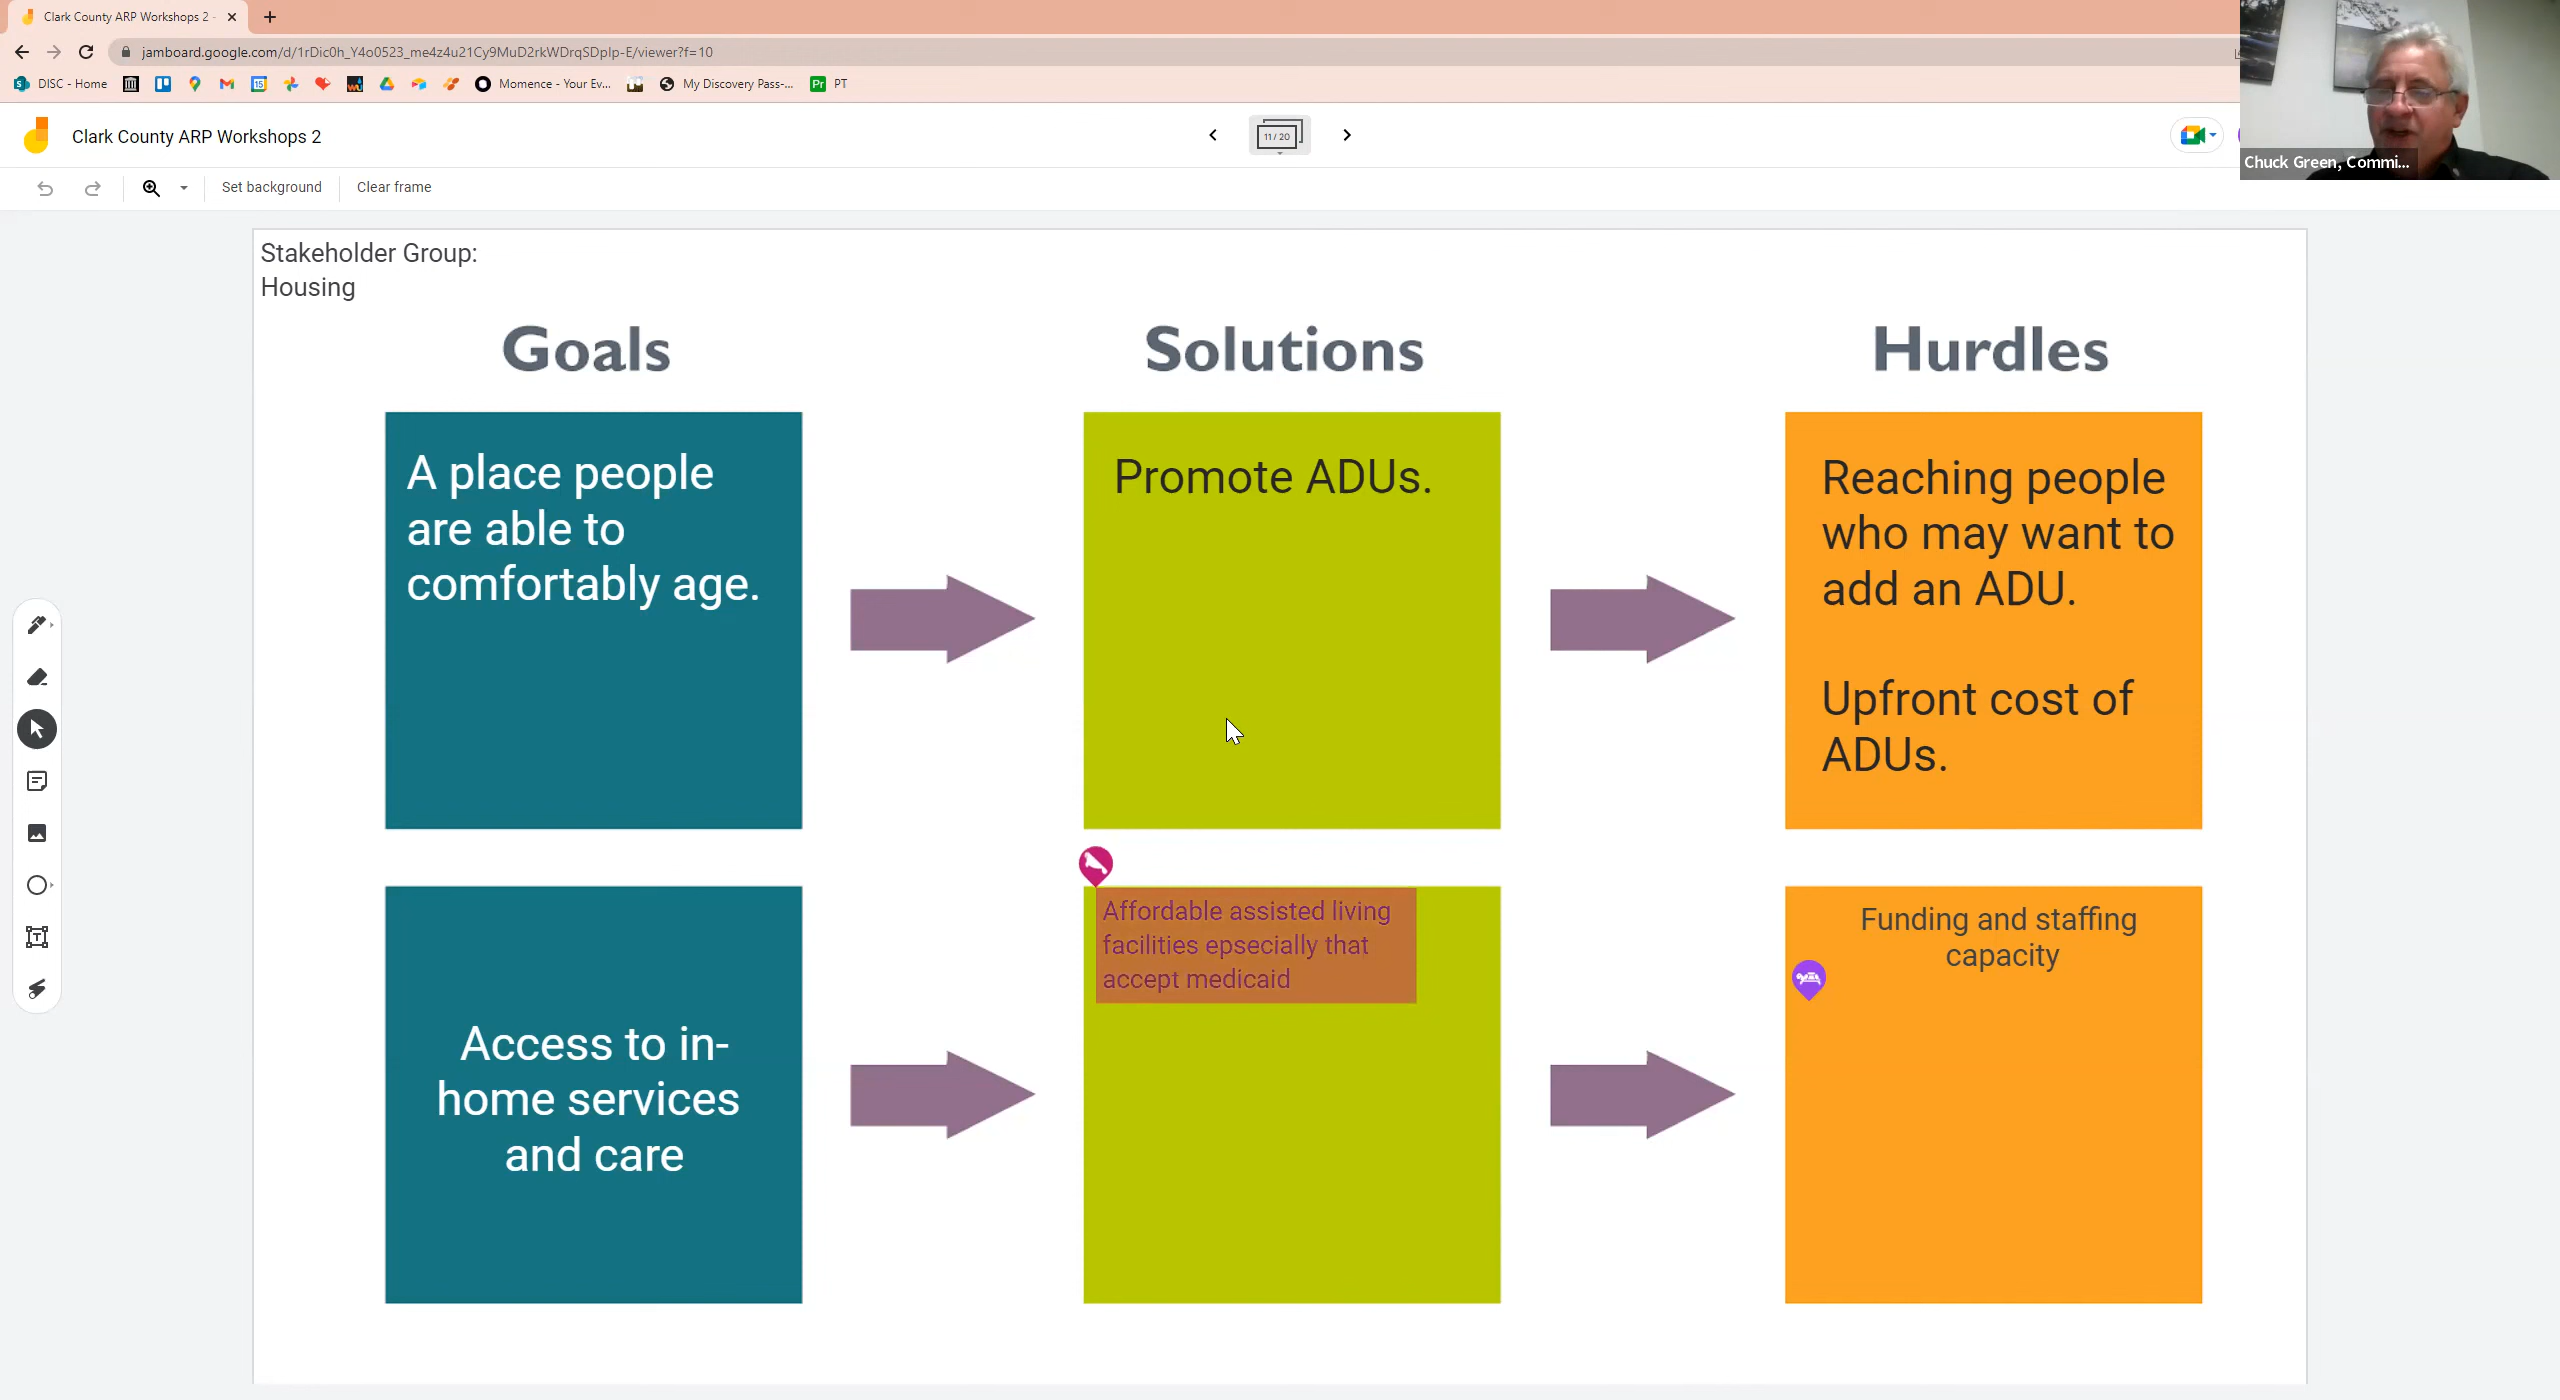 Clark County ARP Workshops 2 -
jamboard.google.com/d/1rDic0h_Y4o0523_me4z4u21Cy9MuD2rkWDrqSDpIp-E/viewer?f=10
DISC - Home
15
Momence - Your Ev...
My Discovery Pass-...
Pr PT
Clark County ARP Workshops 2
11 / 20
Chuck Green, Commi...
Set background
Clear frame
Stakeholder Group:
Housing
Goals
Solutions
Hurdles
A place people
are able to
comfortably age.
Promote ADUs.
Reaching people
who may want to
add an ADU.
Upfront cost of
ADUs.
Access to in-
home services
and care
Affordable assisted living
facilities epsecially that
accept medicaid
Funding and staffing
capacity